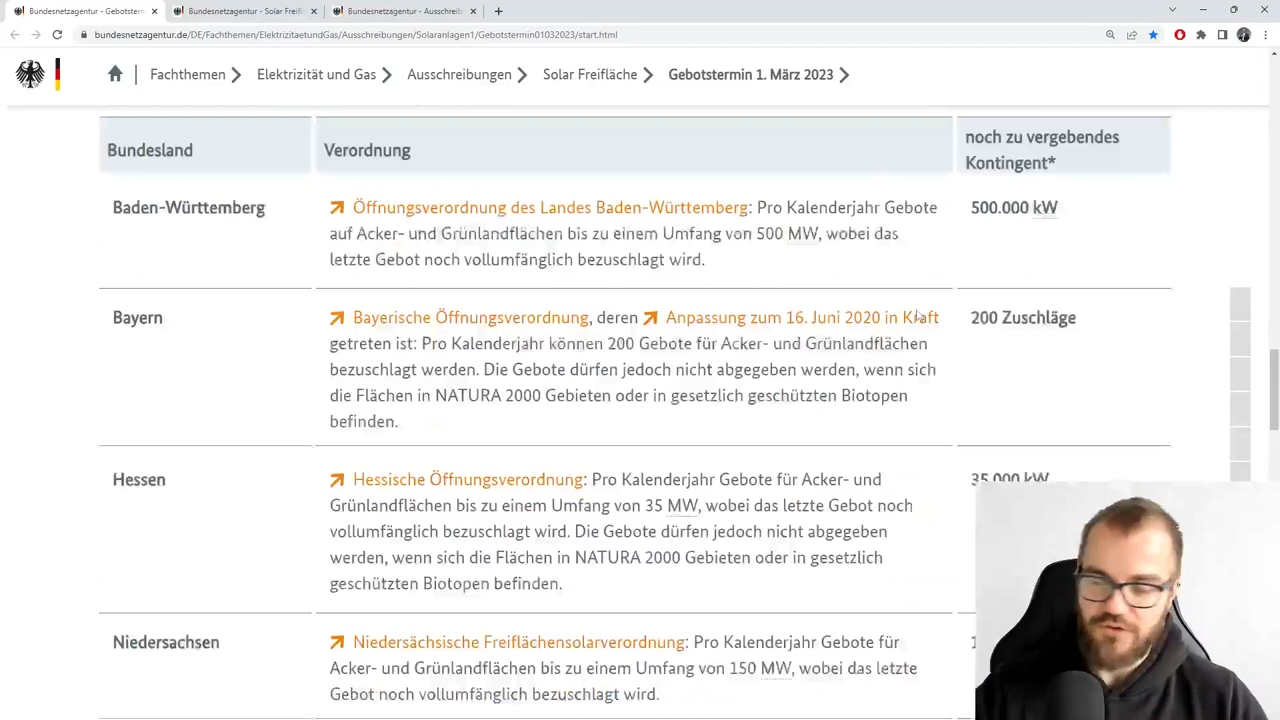 Bundesnetzagentur - Gebotsterm
Bundesnetzagentur - Solar Freifl
Bundesnetzagentur - Ausschreib
bundesnetzagentur.de/DE/Fachthemen/ElektrizitaetundGas/Ausschreibungen/Solaranlagen1/Gebotstermin01032023/start.html
Fachthemen
Elektrizität und Gas
Ausschreibungen
Solar Freifläche
Gebotstermin 1. März 2023
Bundesland
Verordnung
noch zu vergebendes
Kontingent*
Baden-Württemberg
Öffnungsverordnung des Landes Baden-Württemberg: Pro Kalenderjahr Gebote
auf Acker- und Grünlandflächen bis zu einem Umfang von 500 MW, wobei das
letzte Gebot noch vollumfänglich bezuschlagt wird.
500.000 kW
Bayern
Bayerische Öffnungsverordnung, deren Anpassung zum 16. Juni 2020 in Kraft
getreten ist: Pro Kalenderjahr können 200 Gebote für Acker- und Grünlandflächen
bezuschlagt werden. Die Gebote dürfen jedoch nicht abgegeben werden, wenn sich
die Flächen in NATURA 2000 Gebieten oder in gesetzlich geschützten Biotopen
befinden.
200 Zuschläge
Hessen
Hessische Öffnungsverordnung: Pro Kalenderjahr Gebote für Acker- und
Grünlandflächen bis zu einem Umfang von 35 MW, wobei das letzte Gebot noch
vollumfänglich bezuschlagt wird. Die Gebote dürfen jedoch nicht abgegeben
werden, wenn sich die Flächen in NATURA 2000 Gebieten oder in gesetzlich
geschützten Biotopen befinden.
35.000 kW
Niedersachsen
Niedersächsische Freiflächensolarverordnung: Pro Kalenderjahr Gebote für
Acker- und Grünlandflächen bis zu einem Umfang von 150 MW, wobei das letzte
Gebot noch vollumfänglich bezuschlagt wird.